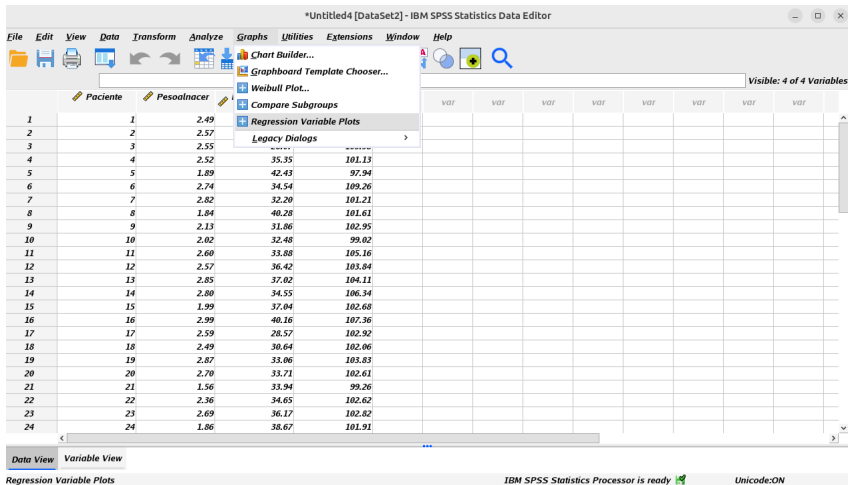 *Untitled4 [DataSet2] - IBM SPSS Statistics Data Editor
File Edit View Data Transform Analyze Graphs Utilities Extensions Window Help
Chart Builder...
Graphboard Template Chooser...
Weibull Plot...
Compare Subgroups
Regression Variable Plots
Legacy Dialogs
Visible: 4 of 4 Variables
Paciente Pesoalnacer var var var var var var var var
1 1 2.49
2 2 2.57
3 3 2.55
4 4 2.52 35.35 101.13
5 5 1.89 42.43 97.94
6 6 2.74 34.54 109.26
7 7 2.82 32.20 101.21
8 8 1.84 40.28 101.61
9 9 2.13 31.86 102.95
10 10 2.02 32.48 99.02
11 11 2.60 33.88 105.16
12 12 2.57 36.42 103.84
13 13 2.85 37.02 104.11
14 14 2.80 34.55 106.34
15 15 1.99 37.04 102.68
16 16 2.99 40.16 107.36
17 17 2.59 28.57 102.92
18 18 2.49 30.64 102.06
19 19 2.87 33.06 103.83
20 20 2.70 33.71 102.61
21 21 1.56 33.94 99.26
22 22 2.36 34.65 102.62
23 23 2.69 36.17 102.82
24 24 1.86 38.67 101.91
Data View Variable View
Regression Variable Plots IBM SPSS Statistics Processor is ready Unicode:ON